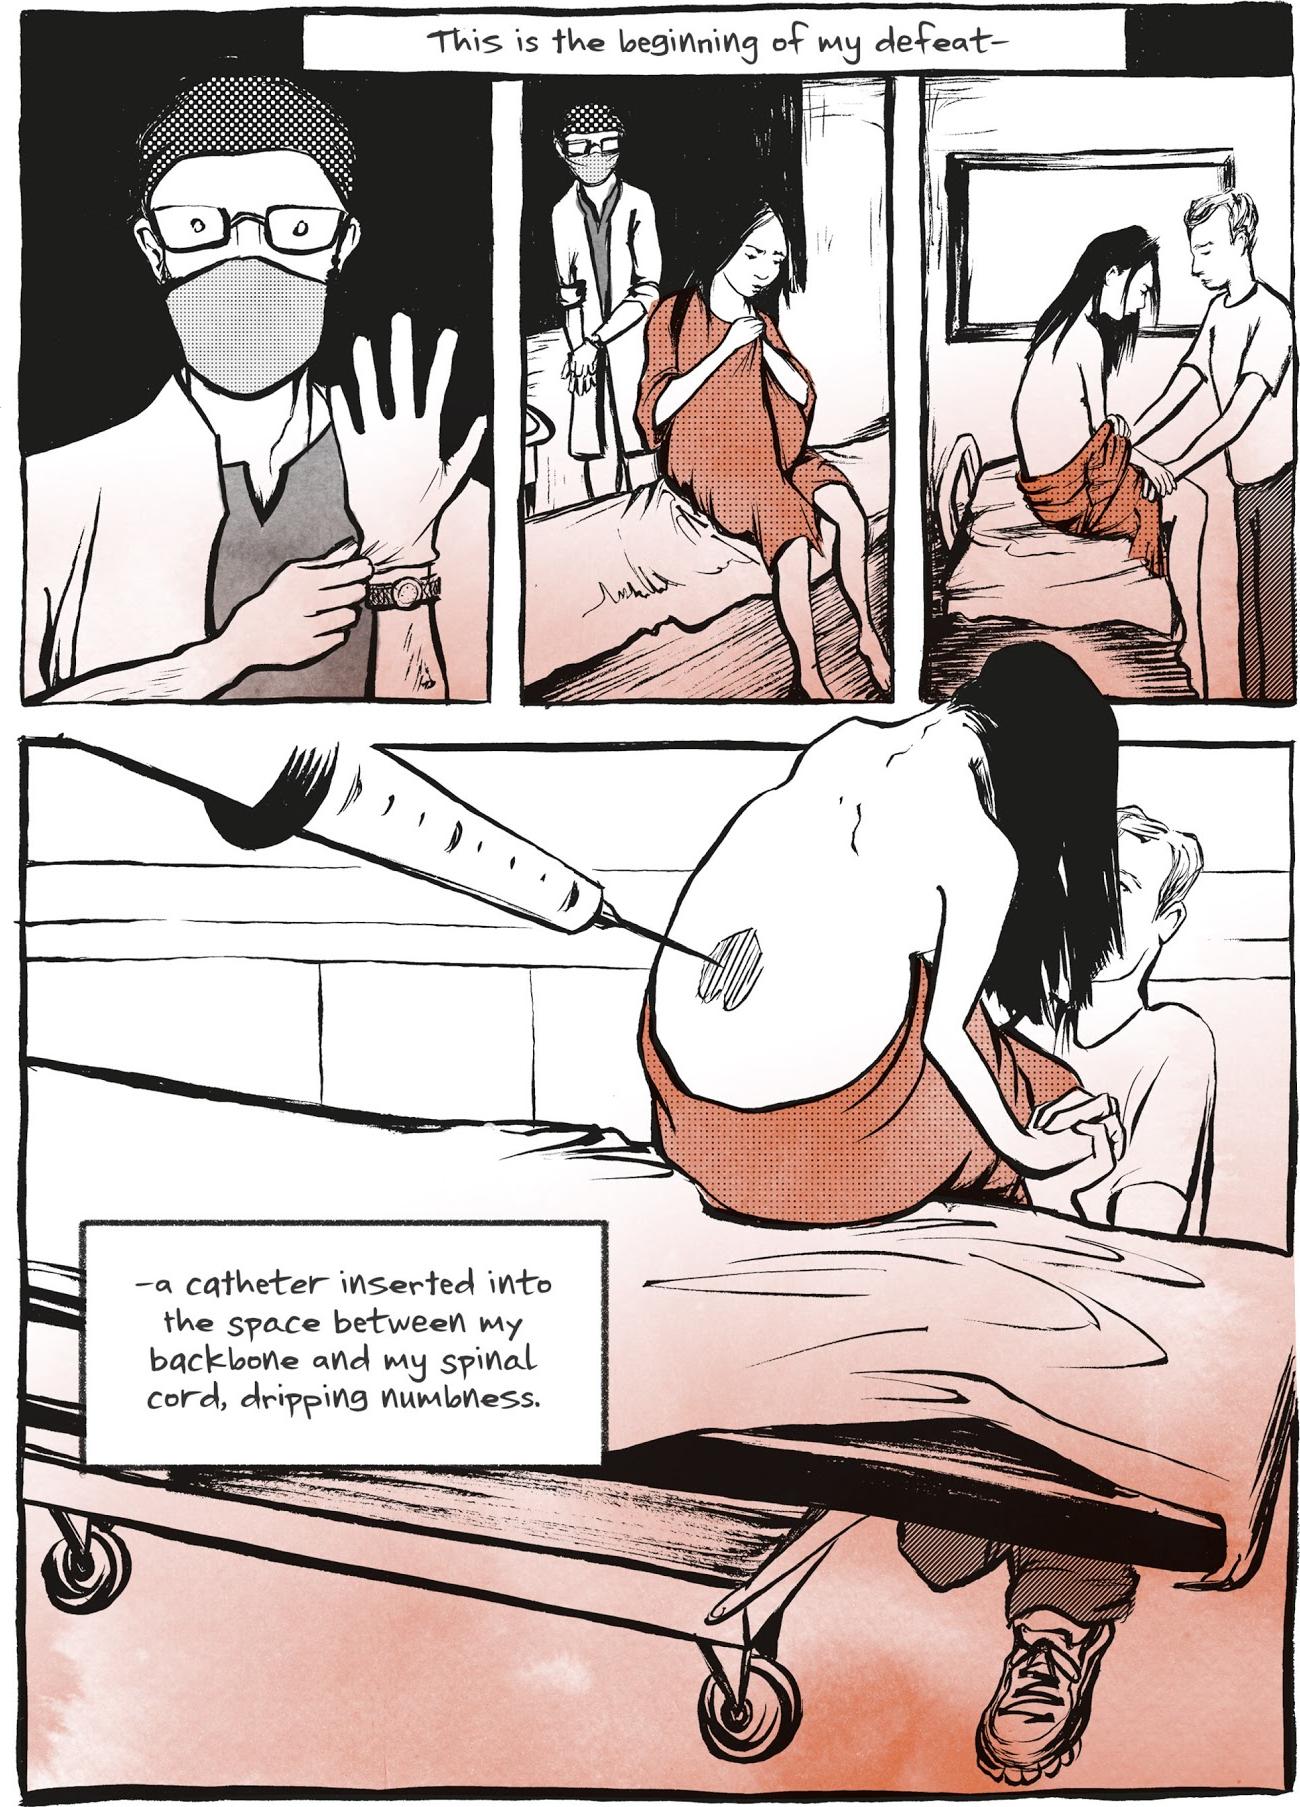 This is the beginning of my defeat–
–a catheter inserted into
the space between my
backbone and my spinal
cord, dripping numbness.